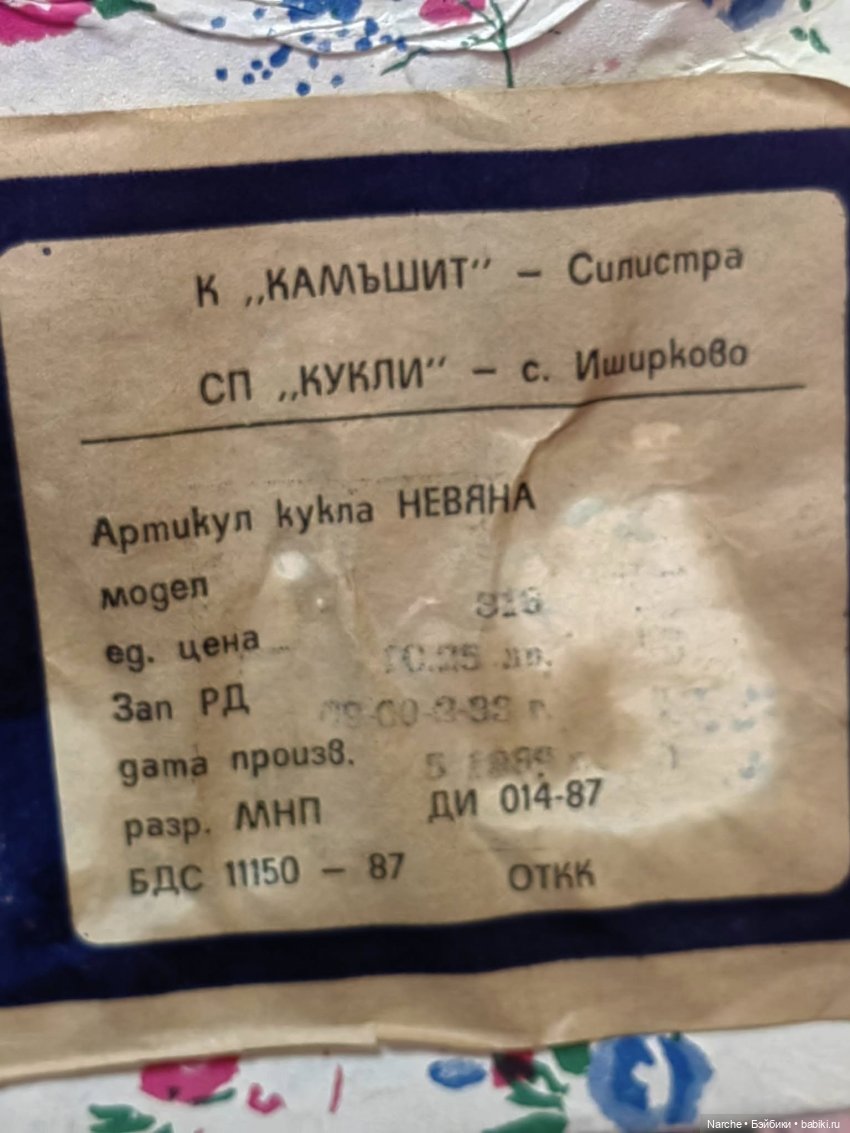 К „КАМЪШИТ" – Силистра
СП „КУКЛИ" – с. Иширково
Артикул кукла НЕВЯНА
модел
ед. цена лв.
Зап РД г.
дата произв.
разр. МНП ДИ 014-87
БДС 11150 – 87 ОТКК
Narche • Бэйбики • babiki.ru